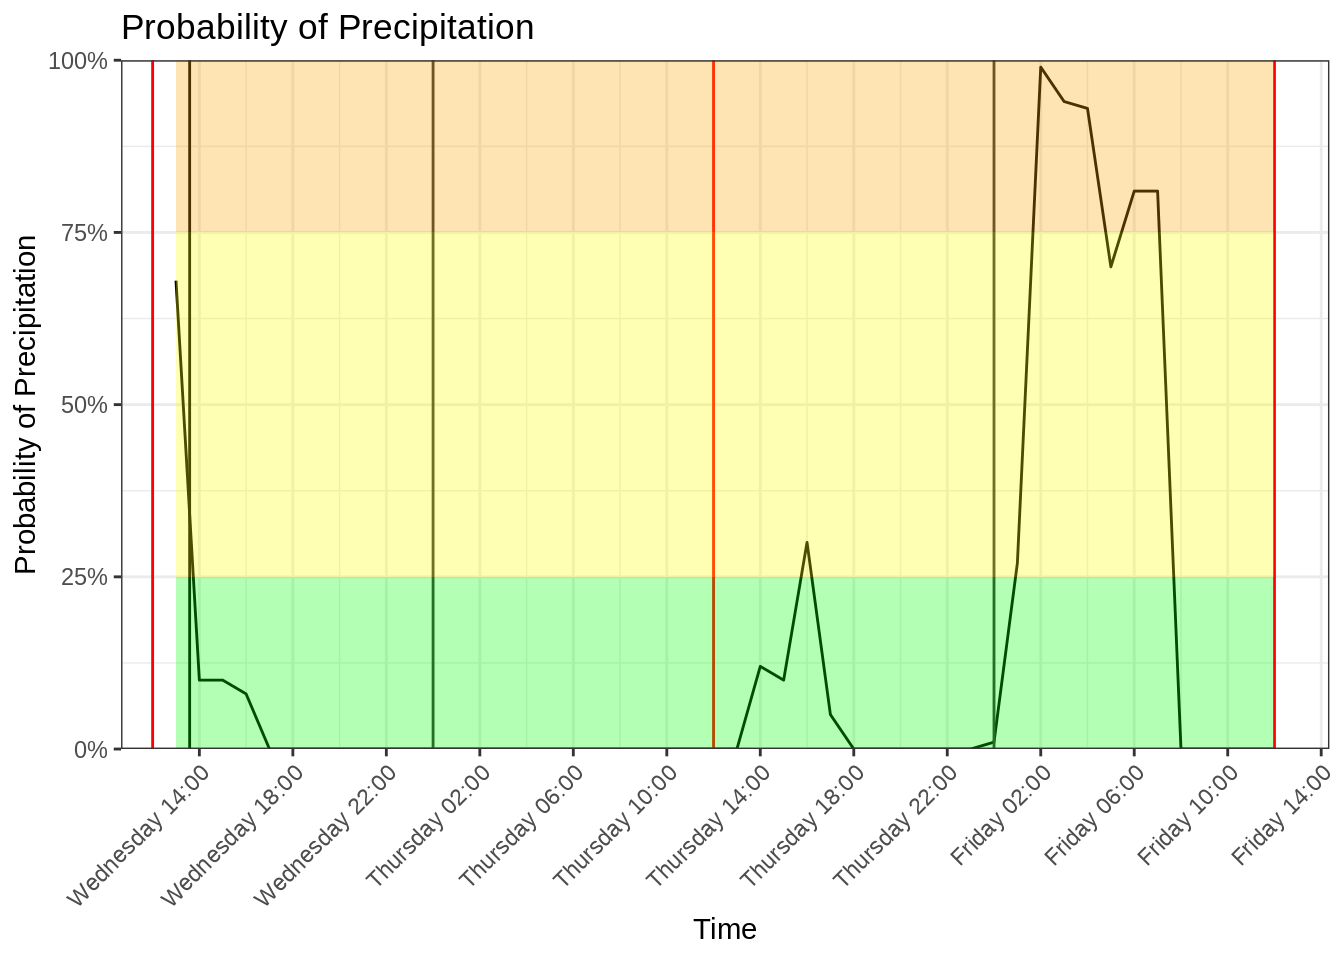 Probability of Precipitation
100%
75%
50%
25%
0%
Probability of Precipitation
Wednesday 14:00
Wednesday 18:00
Wednesday 22:00
Thursday 02:00
Thursday 06:00
Thursday 10:00
Thursday 14:00
Thursday 18:00
Thursday 22:00
Friday 02:00
Friday 06:00
Friday 10:00
Friday 14:00
Time